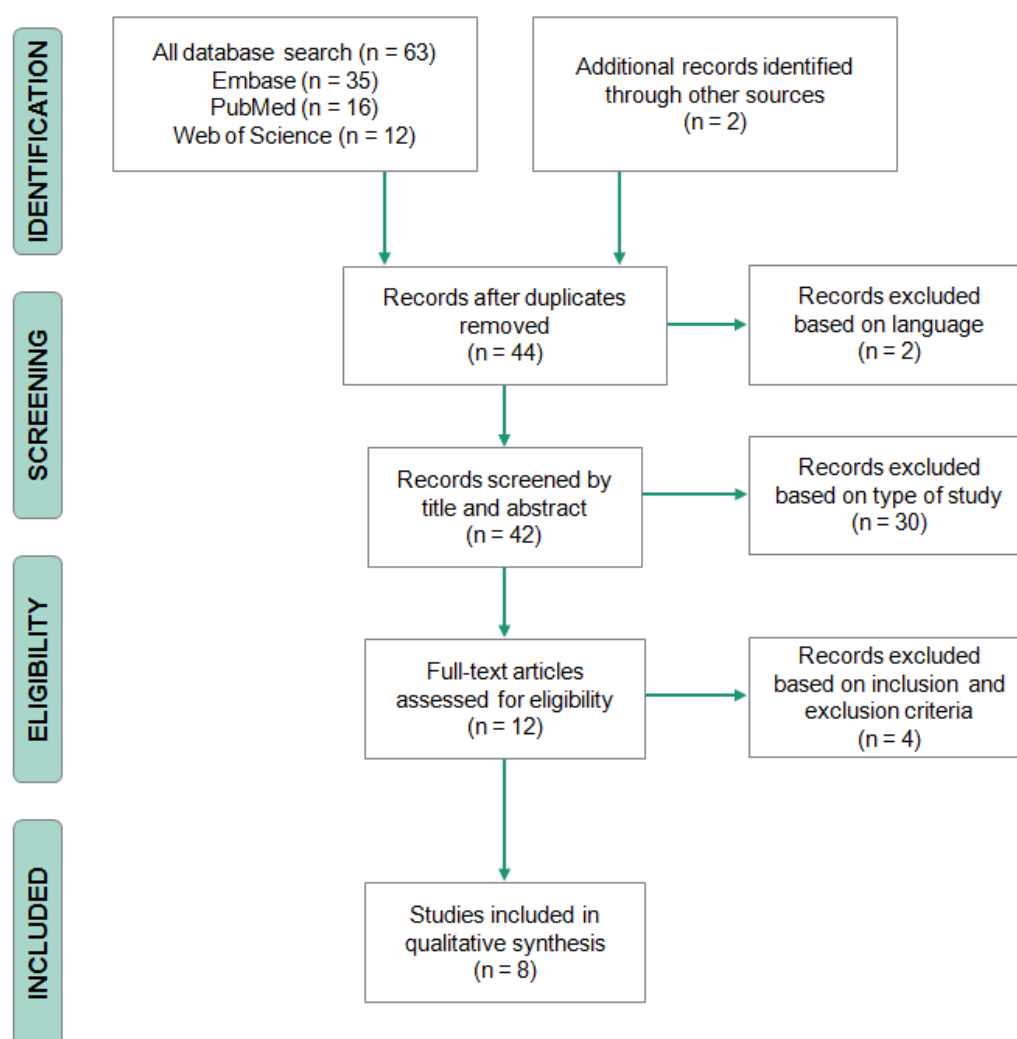 IDENTIFICATION
All database search (n = 63)
Embase (n = 35)
PubMed (n = 16)
Web of Science (n = 12)
Additional records identified
through other sources
(n = 2)
SCREENING
Records after duplicates
removed
(n = 44)
Records excluded
based on language
(n = 2)
Records screened by
title and abstract
(n = 42)
Records excluded
based on type of study
(n = 30)
ELIGIBILITY
Full-text articles
assessed for eligibility
(n = 12)
Records excluded
based on inclusion and
exclusion criteria
(n = 4)
INCLUDED
Studies included in
qualitative synthesis
(n = 8)